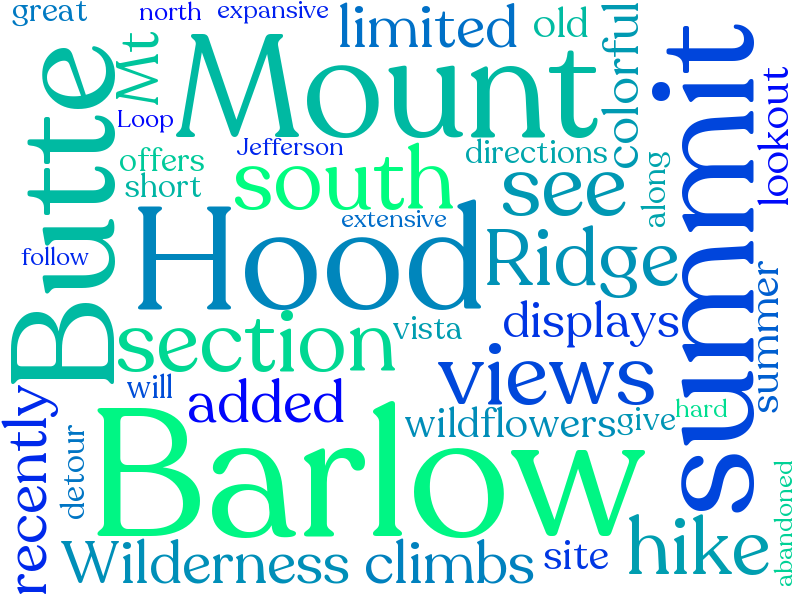 great
north
expansive
limited
old
colorful
Mt
Mount
Butte
Loop
summit
lookout
Jefferson
directions
offers
short
south
see
along
extensive
Hood
Ridge
follow
section
vista
displays
summer
will
added
views
wildflowers
give
hard
recently
detour
Barlow
abandoned
Wilderness
climbs
site
hike